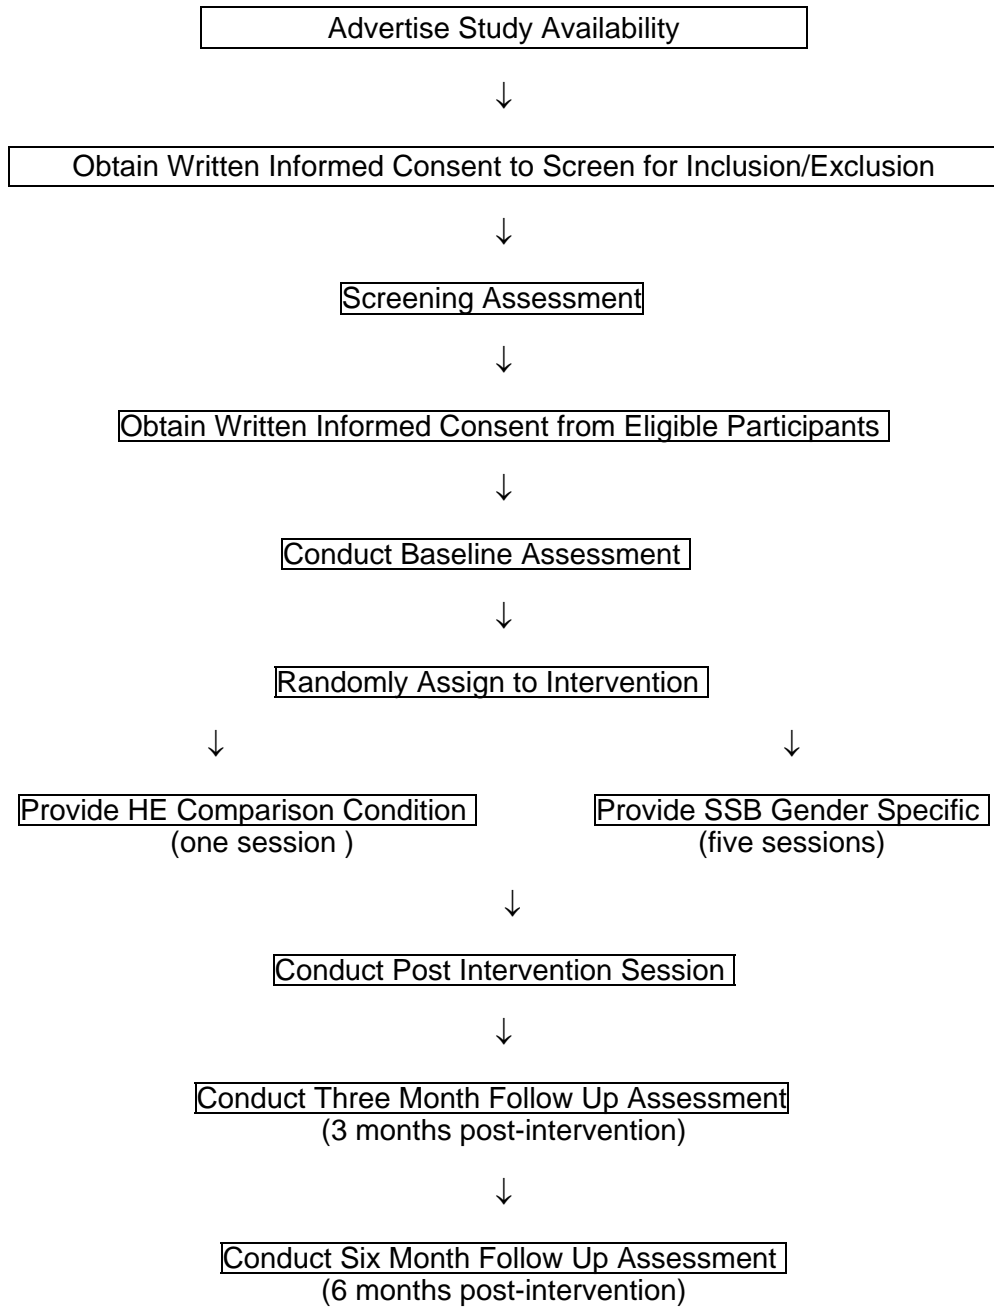 Advertise Study Availability
↓
Obtain Written Informed Consent to Screen for Inclusion/Exclusion
↓
Screening Assessment
↓
Obtain Written Informed Consent from Eligible Participants
↓
Conduct Baseline Assessment
↓
Randomly Assign to Intervention
↓ ↓
Provide HE Comparison Condition
(one session )
Provide SSB Gender Specific
(five sessions)
↓
Conduct Post Intervention Session
↓
Conduct Three Month Follow Up Assessment
(3 months post-intervention)
↓
Conduct Six Month Follow Up Assessment
(6 months post-intervention)